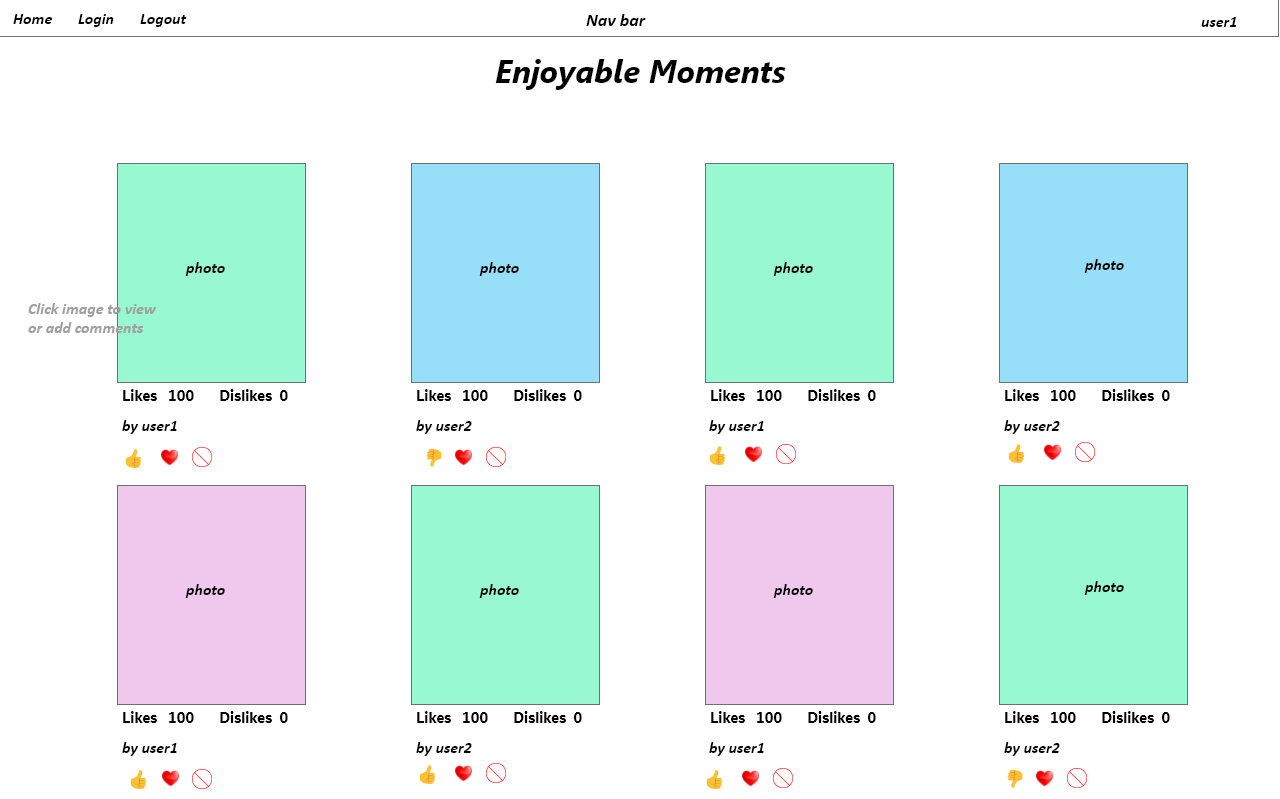 Home Login Logout Nav bar user1
Enjoyable Moments
photo photo photo photo
Click image to view
or add comments
Likes 100 Dislikes 0 Likes 100 Dislikes 0 Likes 100 Dislikes 0 Likes 100 Dislikes 0
by user1 by user2 by user1 by user2
photo photo photo photo
Likes 100 Dislikes 0 Likes 100 Dislikes 0 Likes 100 Dislikes 0 Likes 100 Dislikes 0
by user1 by user2 by user1 by user2